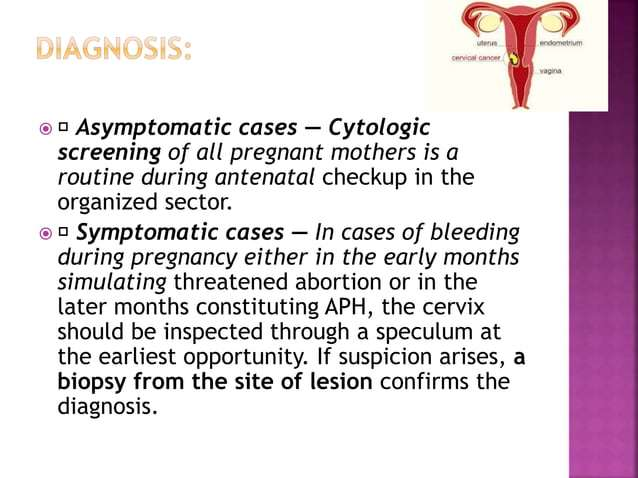 DIAGNOSIS:
uterus
endometrium
cervical cancer
vagina
Asymptomatic cases — Cytologic
screening of all pregnant mothers is a
routine during antenatal checkup in the
organized sector.
Symptomatic cases — In cases of bleeding
during pregnancy either in the early months
simulating threatened abortion or in the
later months constituting APH, the cervix
should be inspected through a speculum at
the earliest opportunity. If suspicion arises, a
biopsy from the site of lesion confirms the
diagnosis.